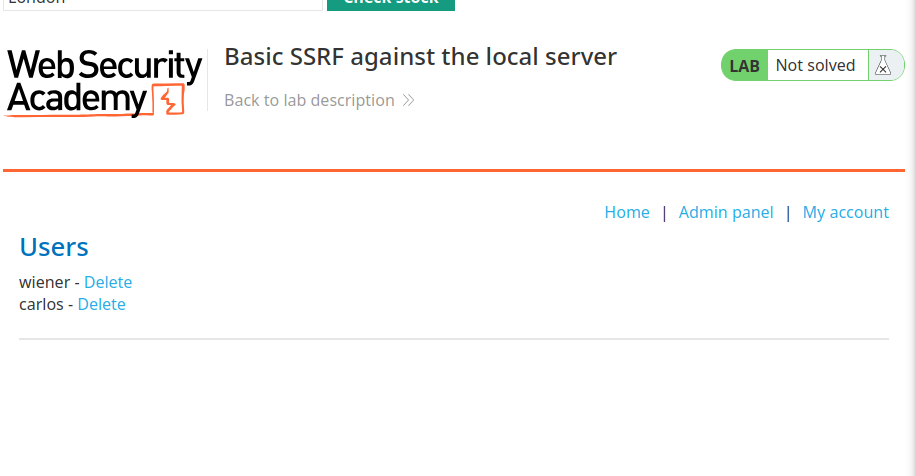 London Check stock
Web Security Academy
Basic SSRF against the local server
LAB Not solved
Back to lab description
Home | Admin panel | My account
Users
wiener - Delete
carlos - Delete